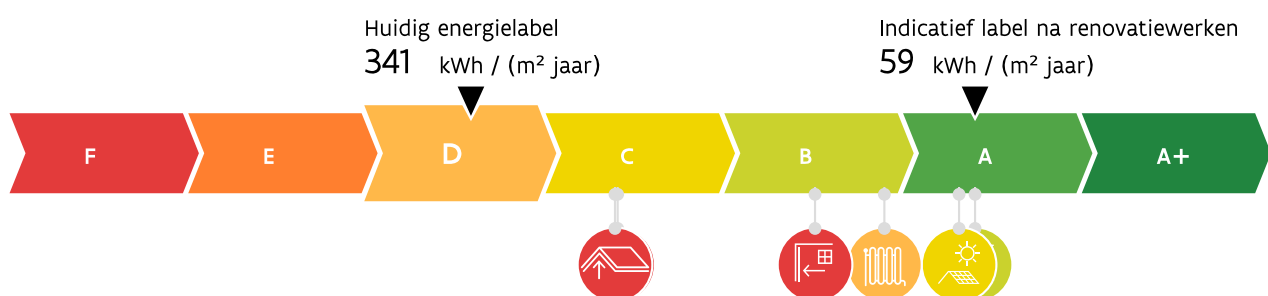 Huidig energielabel
341 kWh / (m² jaar)
Indicatief label na renovatiewerken
59 kWh / (m² jaar)
F
E
D
C
B
A
A+